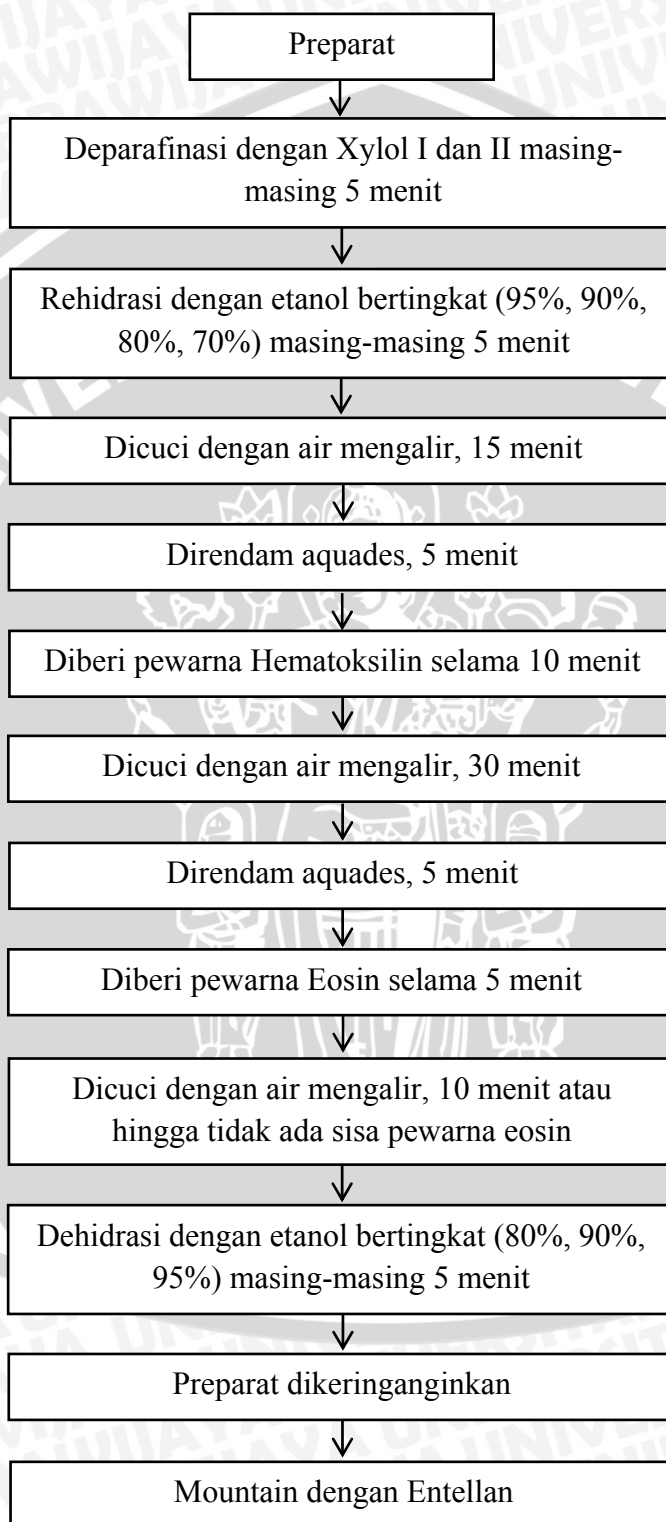 Preparat
Deparafinasi dengan Xylol I dan II masing-
masing 5 menit
Rehidrasi dengan etanol bertingkat (95%, 90%,
80%, 70%) masing-masing 5 menit
Dicuci dengan air mengalir, 15 menit
Direndam aquades, 5 menit
Diberi pewarna Hematoksilin selama 10 menit
Dicuci dengan air mengalir, 30 menit
Direndam aquades, 5 menit
Diberi pewarna Eosin selama 5 menit
Dicuci dengan air mengalir, 10 menit atau
hingga tidak ada sisa pewarna eosin
Dehidrasi dengan etanol bertingkat (80%, 90%,
95%) masing-masing 5 menit
Preparat dikeringanginkan
Mountain dengan Entellan